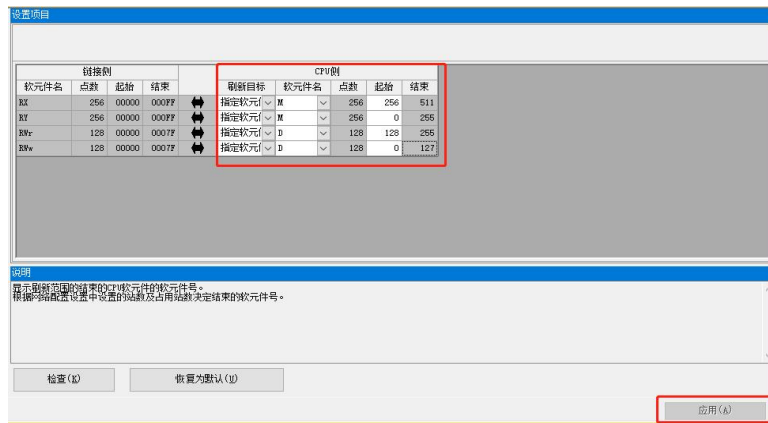 设置项目
链接侧 CPU侧
软元件名 点数 起始 结束 刷新目标 软元件名 点数 起始 结束
RX 256 00000 000FF 指定软元件 M 256 256 511
RY 256 00000 000FF 指定软元件 M 256 0 255
RWr 128 00000 0007F 指定软元件 D 128 128 255
RWw 128 00000 0007F 指定软元件 D 128 0 127
说明
显示刷新范围的结束的CPU软元件的软元件号。
根据网络配置设置中设置的站数及占用站数决定结束的软元件号。
检查(K) 恢复为默认(U)
应用(A)